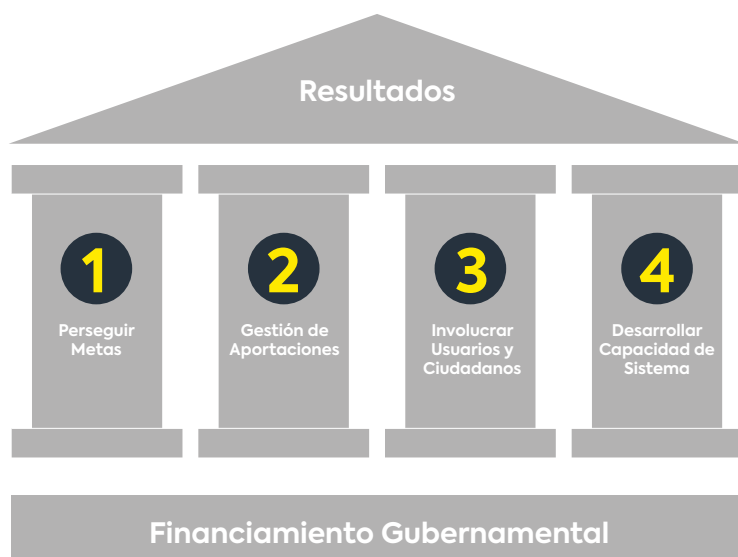 Resultados
1
Perseguir
Metas
2
Gestión de
Aportaciones
3
Involucrar
Usuarios y
Ciudadanos
4
Desarrollar
Capacidad de
Sistema
Financiamiento Gubernamental